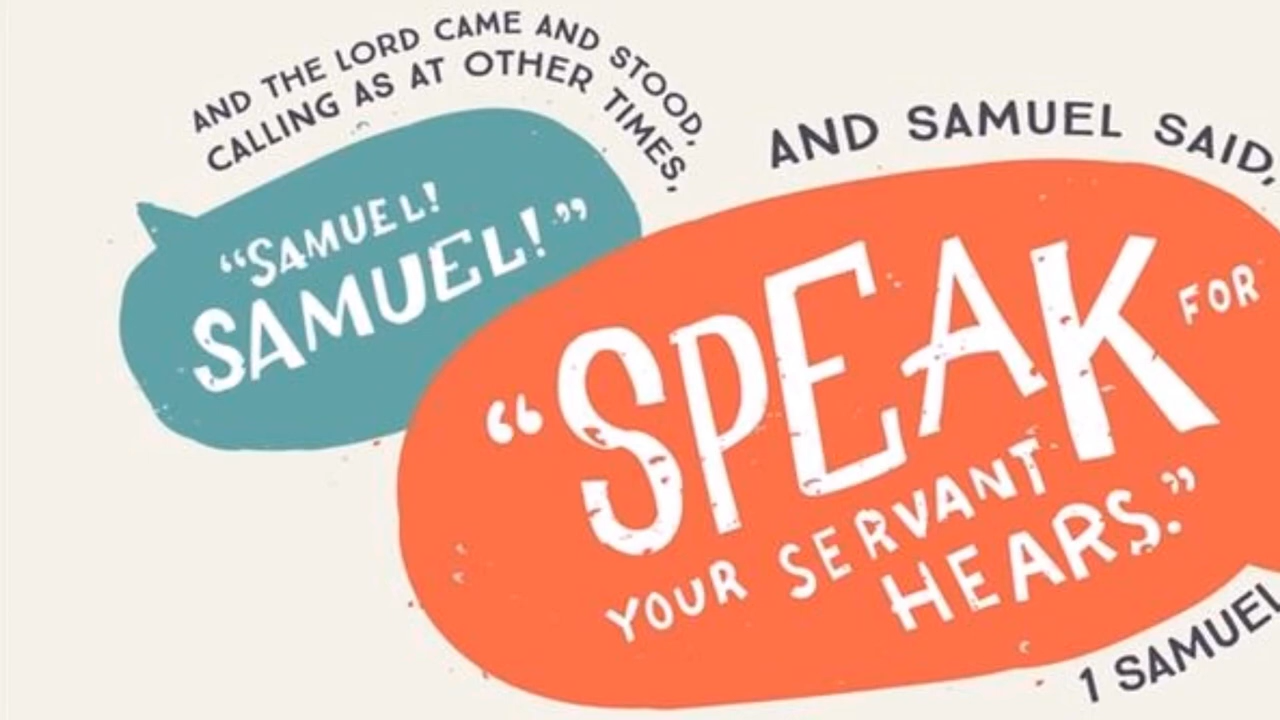 AND THE LORD CAME AND STOOD,
CALLING AS AT OTHER TIMES,
“SAMUEL!
SAMUEL!”
AND SAMUEL SAID,
“SPEAK FOR
YOUR SERVANT
HEARS.”
1 SAMUEL